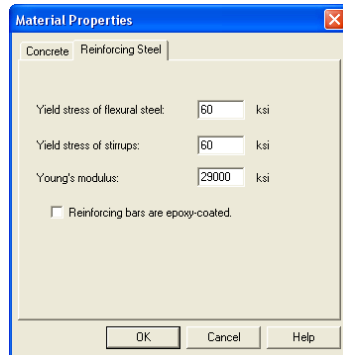 Material Properties
Concrete Reinforcing Steel
Yield stress of flexural steel: 60 ksi
Yield stress of stirrups: 60 ksi
Young's modulus: 29000 ksi
Reinforcing bars are epoxy-coated.
OK Cancel Help